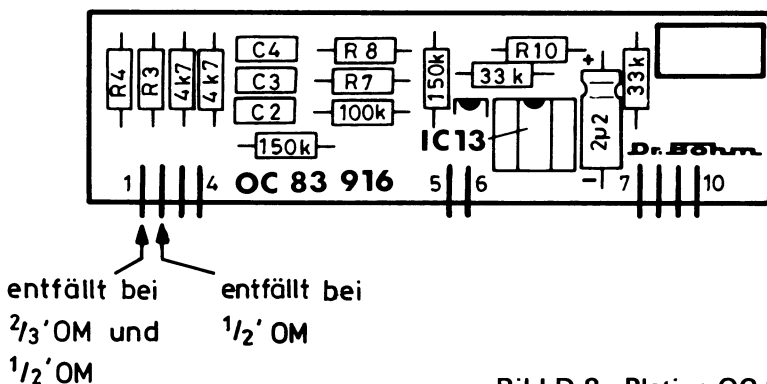 R4
R3
4k7
4k7
C4
C3
C2
150k
R 8
R7
100k
150k
R10
33 k
+
2µ2
−
33k
IC13
Dr. Böhm
1
4
OC 83 916
5
6
7
10
entfällt bei
2/3' OM und
1/2' OM
entfällt bei
1/2' OM